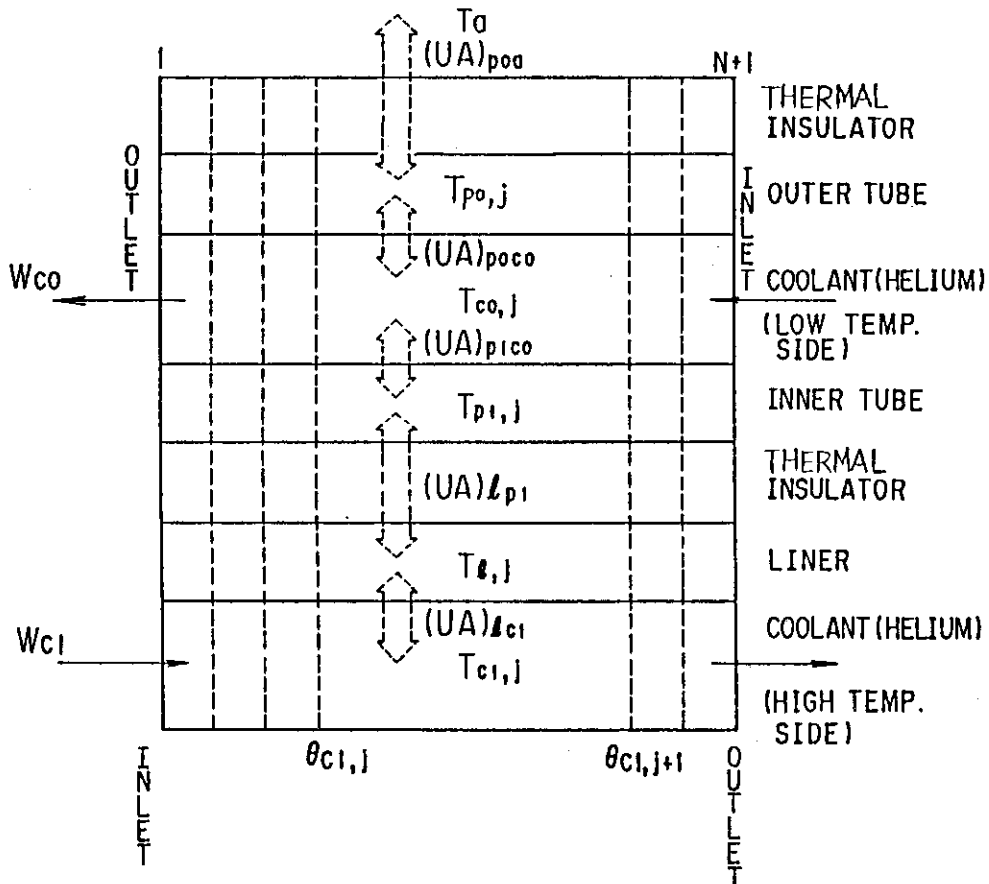 Ta
(UA)poa
1
N+1
THERMAL
INSULATOR
OUTLET
INLET
Tpo,j
OUTER TUBE
(UA)poco
Wco
Tco,j
COOLANT(HELIUM)
(LOW TEMP.
SIDE)
(UA)pico
Tpi,j
INNER TUBE
(UA)ℓpi
THERMAL
INSULATOR
Tℓ,j
LINER
(UA)ℓci
Wci
Tci,j
COOLANT(HELIUM)
(HIGH TEMP.
SIDE)
INLET
θci,j
θci,j+1
OUTLET